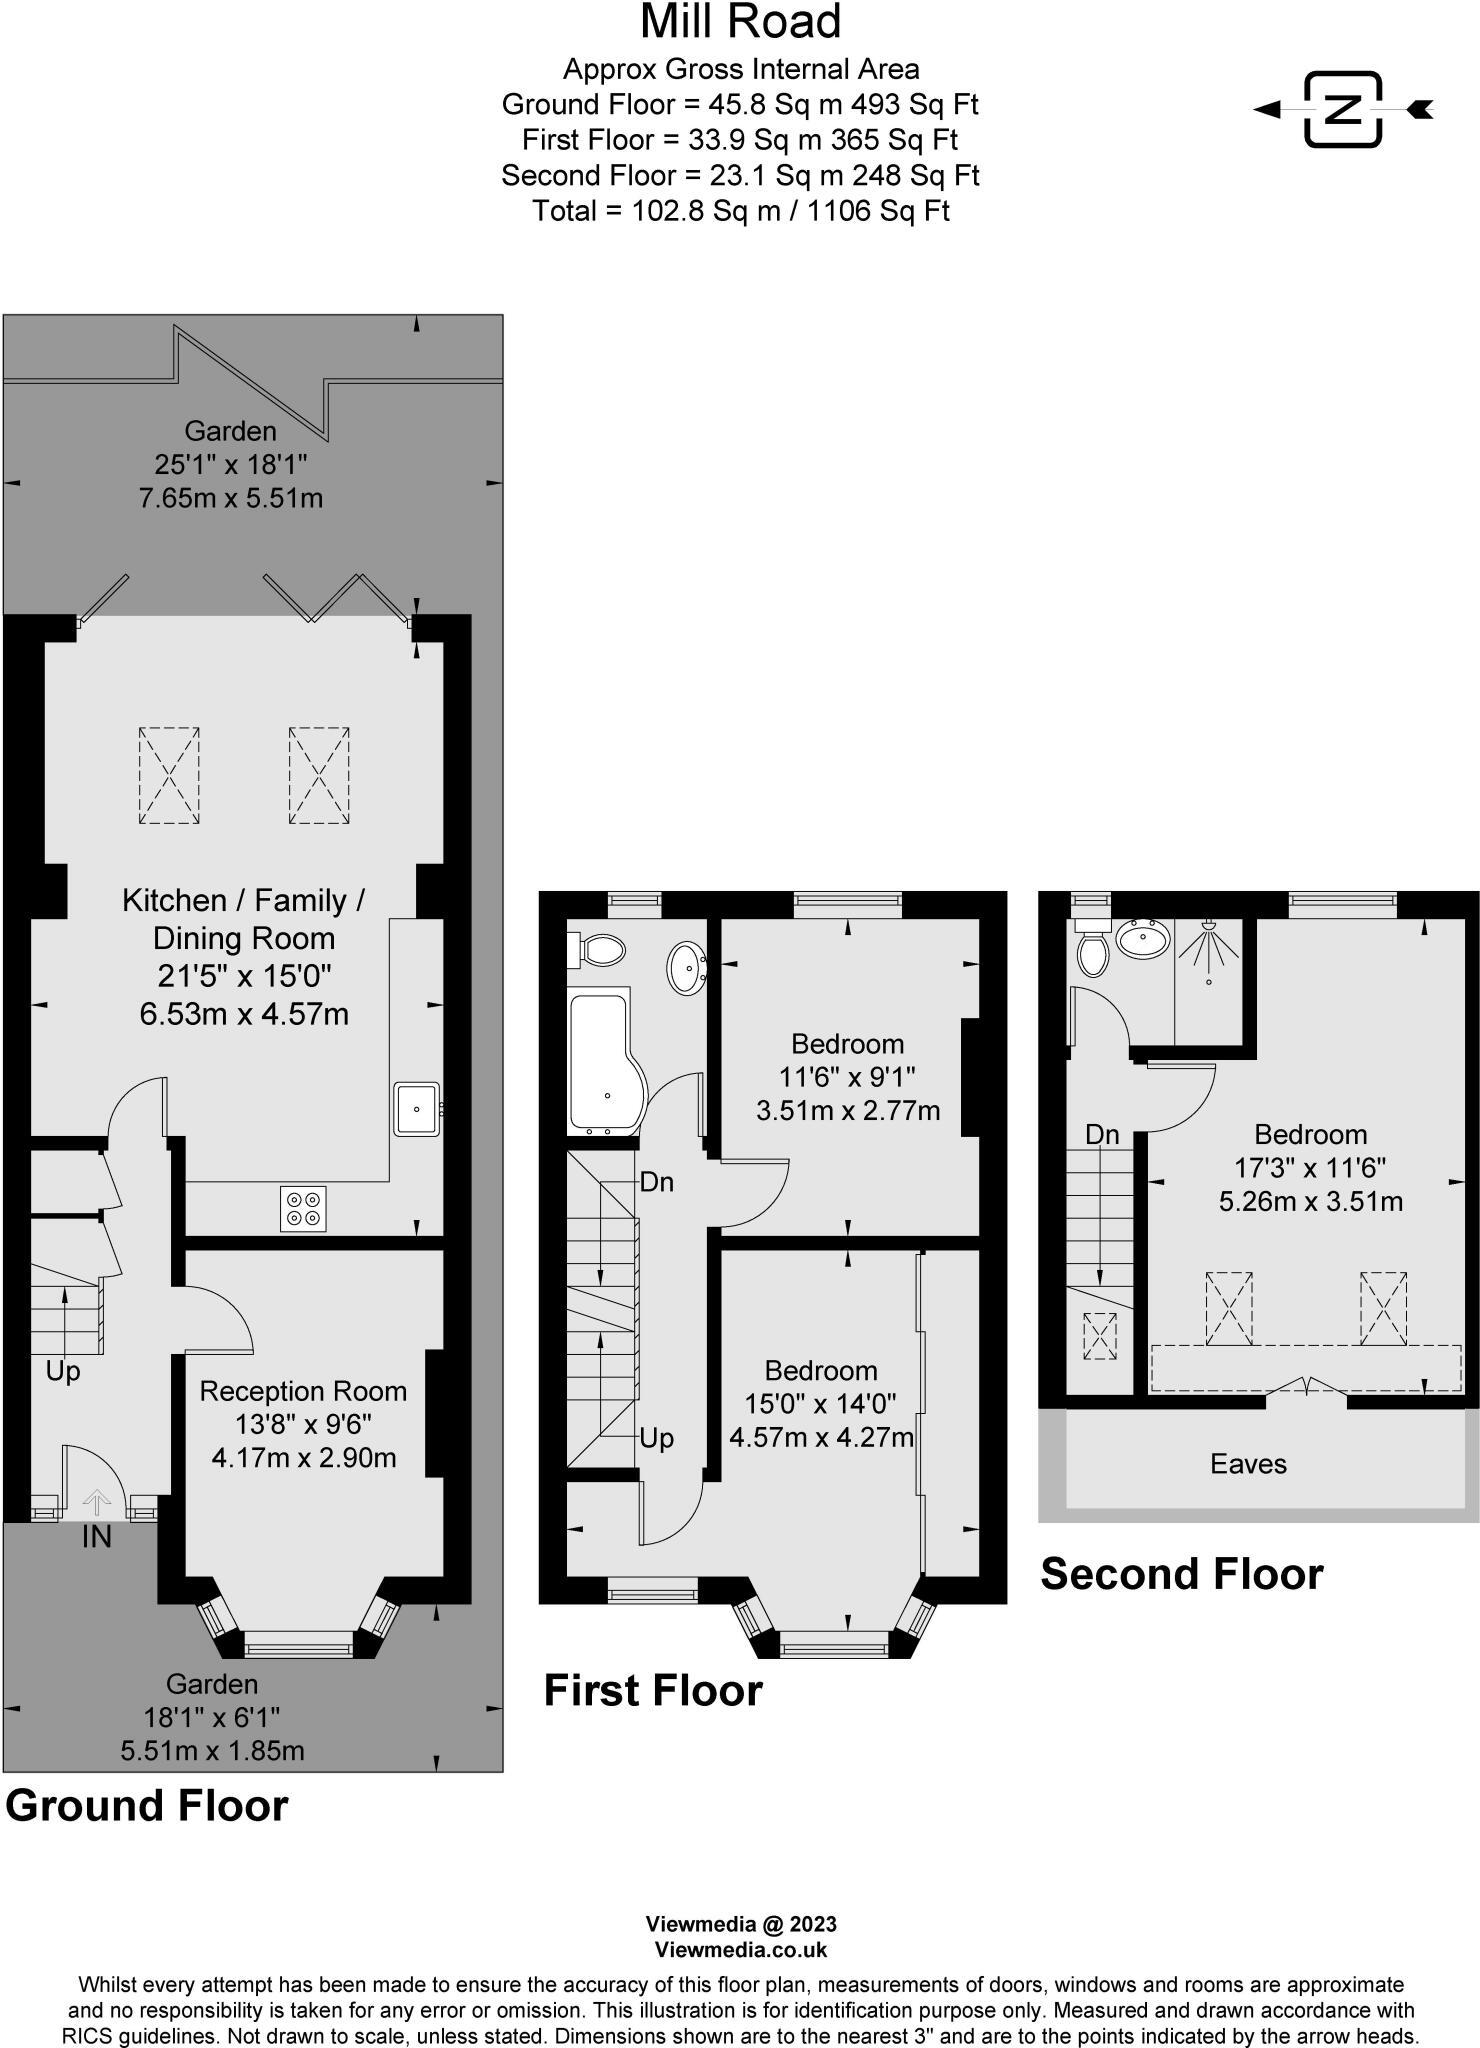 Mill Road
Approx Gross Internal Area
Ground Floor = 45.8 Sq m 493 Sq Ft
First Floor = 33.9 Sq m 365 Sq Ft
Second Floor = 23.1 Sq m 248 Sq Ft
Total = 102.8 Sq m / 1106 Sq Ft
N
Garden
25'1" x 18'1"
7.65m x 5.51m
Kitchen / Family /
Dining Room
21'5" x 15'0"
6.53m x 4.57m
Up
Reception Room
13'8" x 9'6"
4.17m x 2.90m
IN
Garden
18'1" x 6'1"
5.51m x 1.85m
Ground Floor
Bedroom
11'6" x 9'1"
3.51m x 2.77m
Dn
Bedroom
15'0" x 14'0"
4.57m x 4.27m
Up
First Floor
Dn
Bedroom
17'3" x 11'6"
5.26m x 3.51m
Eaves
Second Floor
Viewmedia @ 2023
Viewmedia.co.uk
Whilst every attempt has been made to ensure the accuracy of this floor plan, measurements of doors, windows and rooms are approximate
and no responsibility is taken for any error or omission. This illustration is for identification purpose only. Measured and drawn accordance with
RICS guidelines. Not drawn to scale, unless stated. Dimensions shown are to the nearest 3" and are to the points indicated by the arrow heads.